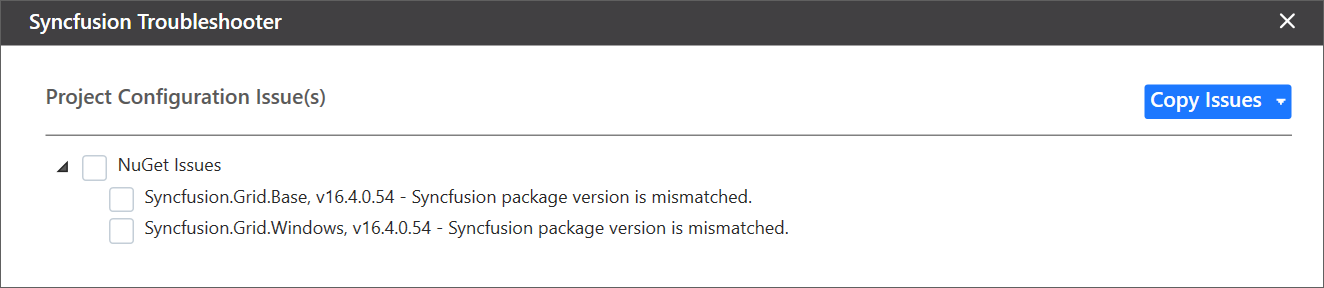 Syncfusion Troubleshooter
Project Configuration Issue(s)
Copy Issues
NuGet Issues
Syncfusion.Grid.Base, v16.4.0.54 - Syncfusion package version is mismatched.
Syncfusion.Grid.Windows, v16.4.0.54 - Syncfusion package version is mismatched.